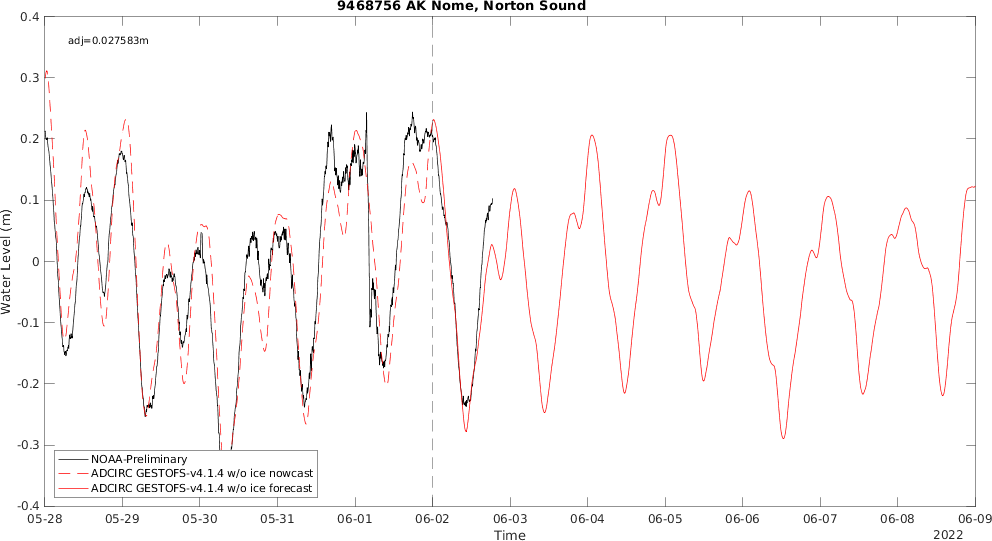 9468756 AK Nome, Norton Sound
adj=0.027583m
Water Level (m)
0.4
0.3
0.2
0.1
0
-0.1
-0.2
-0.3
-0.4
NOAA-Preliminary
ADCIRC GESTOFS-v4.1.4 w/o ice nowcast
ADCIRC GESTOFS-v4.1.4 w/o ice forecast
05-28 05-29 05-30 05-31 06-01 06-02 06-03 06-04 06-05 06-06 06-07 06-08 06-09
Time
2022